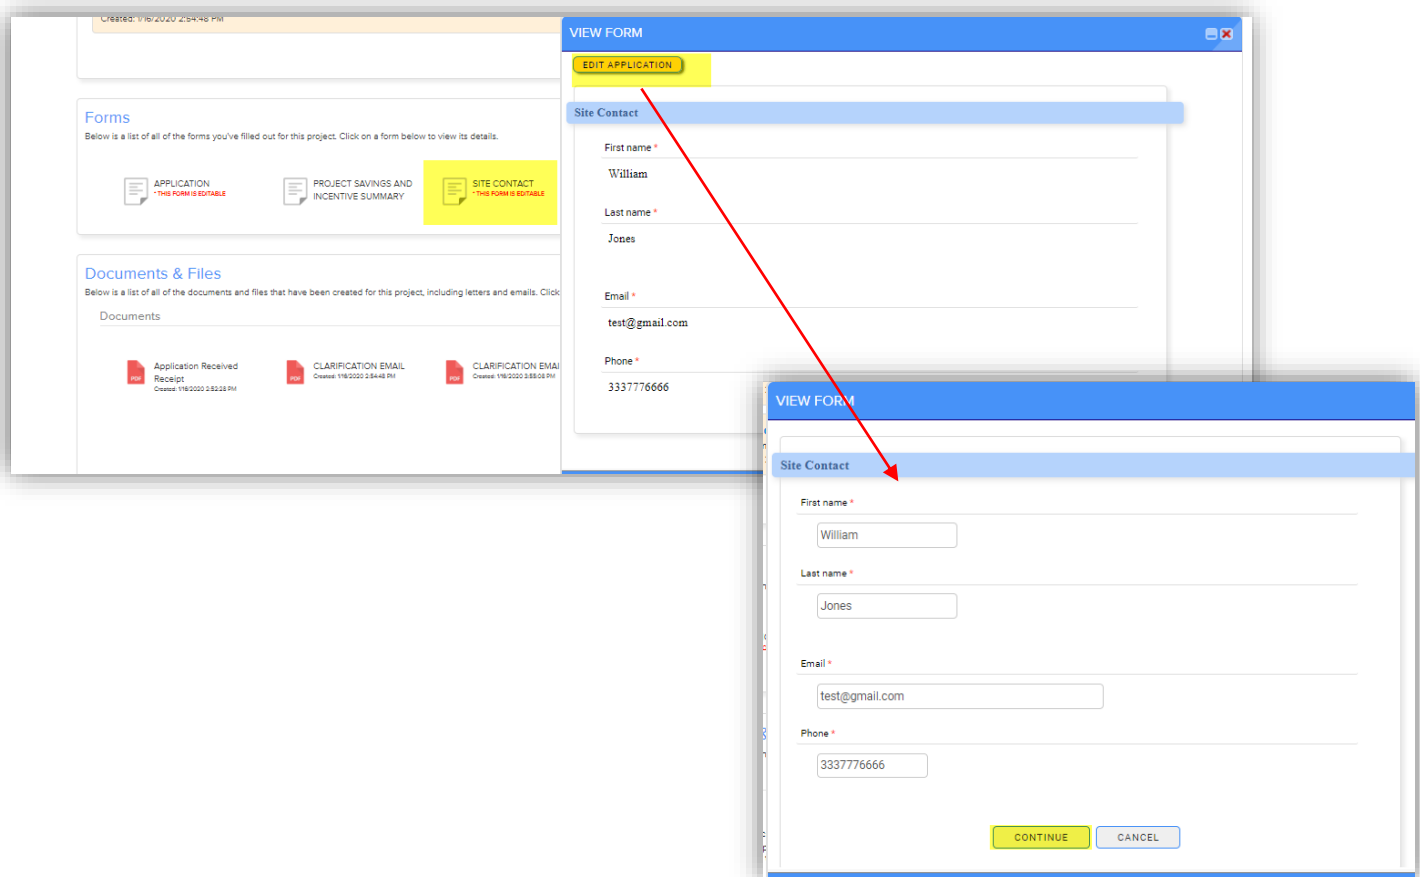 Created: 1/16/2020 2:54:48 PM
Forms
Below is a list of all of the forms you've filled out for this project. Click on a form below to view its details.
APPLICATION
* THIS FORM IS EDITABLE
PROJECT SAVINGS AND
INCENTIVE SUMMARY
SITE CONTACT
* THIS FORM IS EDITABLE
Documents & Files
Below is a list of all of the documents and files that have been created for this project, including letters and emails. Click
Documents
PDF
Application Received
Receipt
Created: 1/16/2020 2:52:28 PM
PDF
CLARIFICATION EMAIL
Created: 1/16/2020 2:54:48 PM
PDF
CLARIFICATION EMAI
Created: 1/16/2020 2:55:08 PM
VIEW FORM
EDIT APPLICATION
Site Contact
First name *
William
Last name *
Jones
Email *
test@gmail.com
Phone *
3337776666
VIEW FORM
Site Contact
First name *
William
Last name *
Jones
Email *
test@gmail.com
Phone *
3337776666
CONTINUE
CANCEL